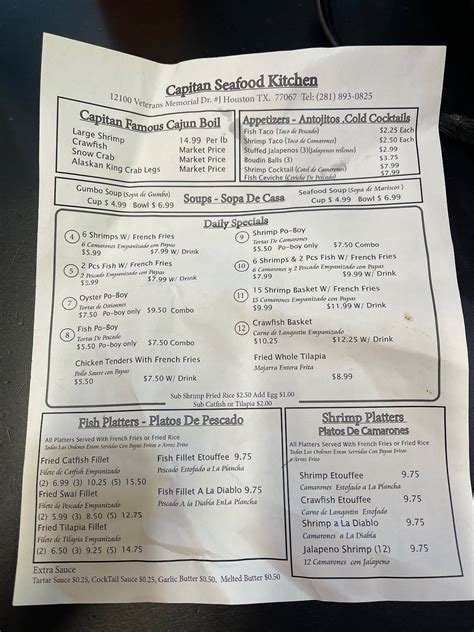 Capitan Seafood Kitchen
12100 Veterans Memorial Dr. #J Houston TX. 77067 Tel: (281) 893-0825
Capitan Famous Cajun Boil
Large Shrimp 14.99 Per lb
Crawfish Market Price
Snow Crab Market Price
Alaskan King Crab Legs Market Price
Appetizers - Antojitos .Cold Cocktails
Fish Taco (Taco de Pescado) $2.25 Each
Shrimp Taco (Taco de Camarones) $2.50 Each
Stuffed Jalapenos (3)(Jalapenos rellenos) $2.99
Boudin Balls (3) $3.75
Shrimp Cocktail (Coctel de Camarones) $7.99
Fish Ceviche (Ceviche De Pescado) $7.99
Soups - Sopa De Casa
Gumbo Soup (Sopa de Gumbo)
Cup $ 4.99 Bowl $ 6.99
Seafood Soup (Sopa de Mariscos)
Cup $ 4.99 Bowl $ 6.99
Daily Specials
4 6 Shrimps W/ French Fries
6 Camarones Empanizado con Papas
$5.99 $7.99 W/ Drink
5 2 Pcs Fish W/ French Fries
2 Pescado Empanizado con Papas
$5.99 $7.99 W/ Drink
7 Oyster Po-Boy
Tortas de Ostiones
$7.50 Po-boy only $9.50 Combo
8 Fish Po-Boy
Tortas De Pescado
$5.50 Po-boy only $7.50 Combo
Chicken Tenders With French Fries
Pollo Suave con Papas
$5.50 $7.50 W/ Drink
9 Shrimp Po-Boy
Tortas De Camarones
$5.50 Po-boy only $7.50 Combo
10 6 Shrimps & 2 Pcs Fish W/ French Fries
6 Camarones y 2 Pescado Empanizado con Papas
$7.99 $9.99 W/ Drink
11 15 Shrimp Basket W/ French Fries
15 Camarones Empanizado con Papas
$9.99 $11.99 W/ Drink
12 Crawfish Basket
Carne de Langostin Empanizado
$10.25 $12.25 W/ Drink
Fried Whole Tilapia
Mojarra Entera Frita
$8.99
Sub Shrimp Fried Rice $2.50 Add Egg $1.00
Sub Catfish or Tilapia $2.00
Fish Platters - Platos De Pescado
All Platters Served With French Fries or Fried Rice
Todas Las Ordenes Estan Servidas Con Papas Fritas o Arroz Frito
Fried Catfish Fillet
Filete de Catfish Empanizado
(2) 6.99 (3) 10.25 (5) 15.50
Fried Swai Fillet
Filete de Pescado Empanizado
(2) 5.99 (3) 8.50 (5) 12.75
Fried Tilapia Fillet
Filete de Tilapia Empanizado
(2) 6.50 (3) 9.25 (5) 14.75
Fish Fillet Etouffee 9.75
Pescado Estofado a La Plancha
Fish Fillet A La Diablo 9.75
Pescado A la Diabla EnLa Plancha
Extra Sauce
Tartar Sauce $0.25, CockTail Sauce $0.25, Garlic Butter $0.50, Melted Butter $0.50
Shrimp Platters
Platos De Camarones
All Platters Served With French Fries or Fried Rice
Todas Las Ordenes Estan Servidas Con Papas Fritas o Arroz Frito
Shrimp Etouffee 9.75
Camarones Estofado a La Plancha
Crawfish Etouffee 9.75
Carne de Langostin Estofado
Shrimp a La Diablo 9.75
Camarones a La Diabla
Jalapeno Shrimp (12) 9.75
12 Camarones con Jalapeno